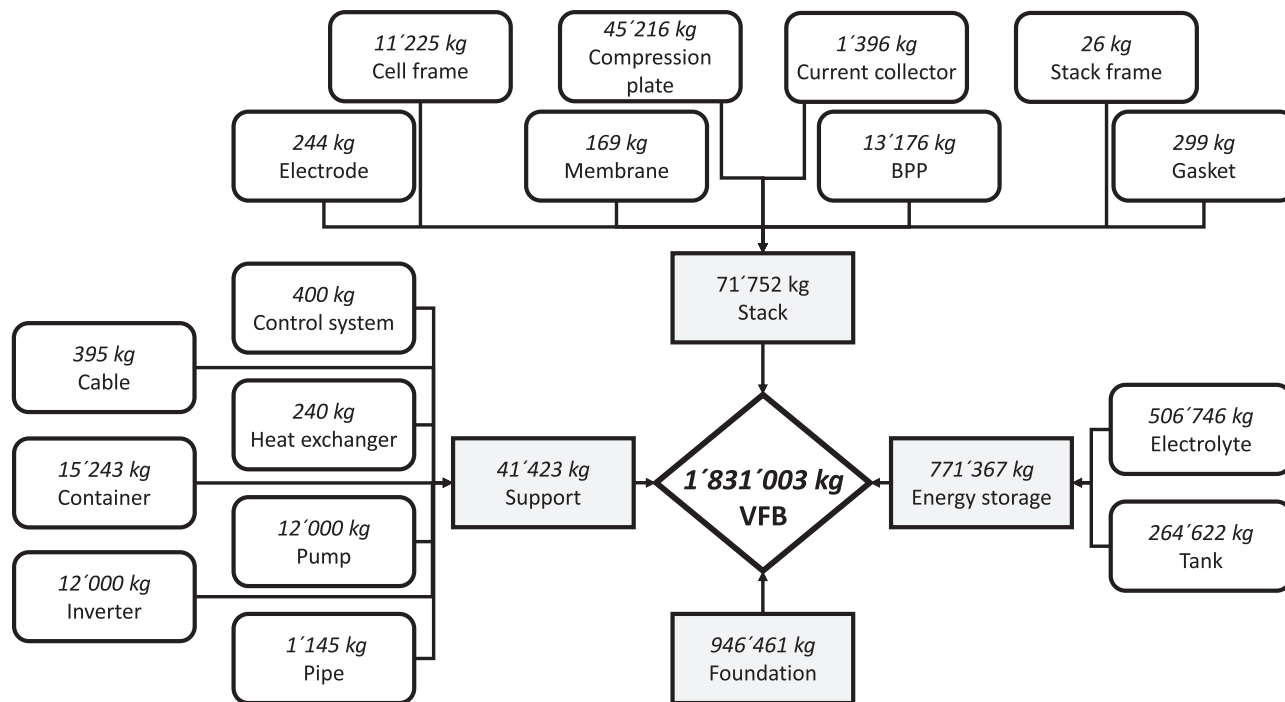 11´225 kg
Cell frame
45´216 kg
Compression
plate
1´396 kg
Current collector
26 kg
Stack frame
244 kg
Electrode
169 kg
Membrane
13´176 kg
BPP
299 kg
Gasket
71´752 kg
Stack
400 kg
Control system
395 kg
Cable
240 kg
Heat exchanger
15´243 kg
Container
12´000 kg
Pump
12´000 kg
Inverter
1´145 kg
Pipe
41´423 kg
Support
1´831´003 kg
VFB
771´367 kg
Energy storage
506´746 kg
Electrolyte
264´622 kg
Tank
946´461 kg
Foundation